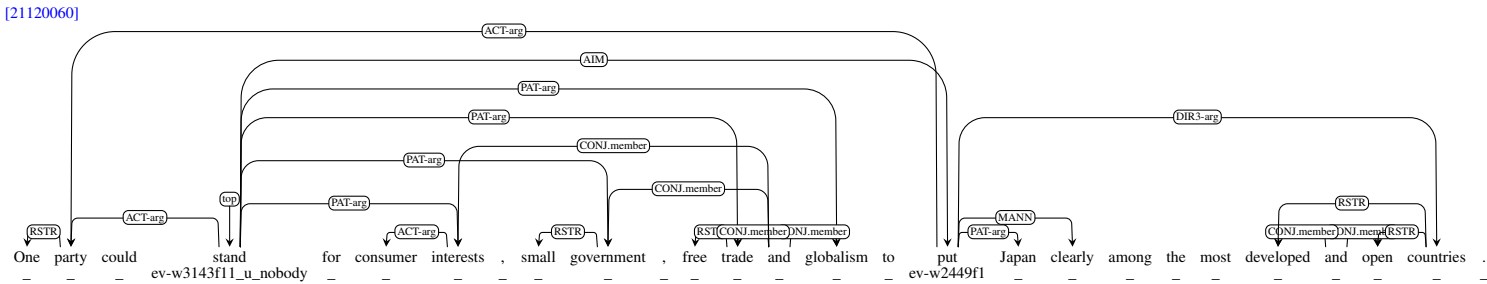 [21120060]
ACT-arg
AIM
PAT-arg
PAT-arg DIR3-arg
CONJ.member
PAT-arg
CONJ.member
top PAT-arg RSTR
ACT-arg MANN
RSTR ACT-arg RSTR CONJ.member PAT-arg CONJ.member RSTR
One party could stand for consumer interests , small government , free trade and globalism to put Japan clearly among the most developed and open countries .
_ _ _ ev-w3143f11_u_nobody _ _ _ _ _ _ _ _ _ _ _ _ ev-w2449f1 _ _ _ _ _ _ _ _ _ _